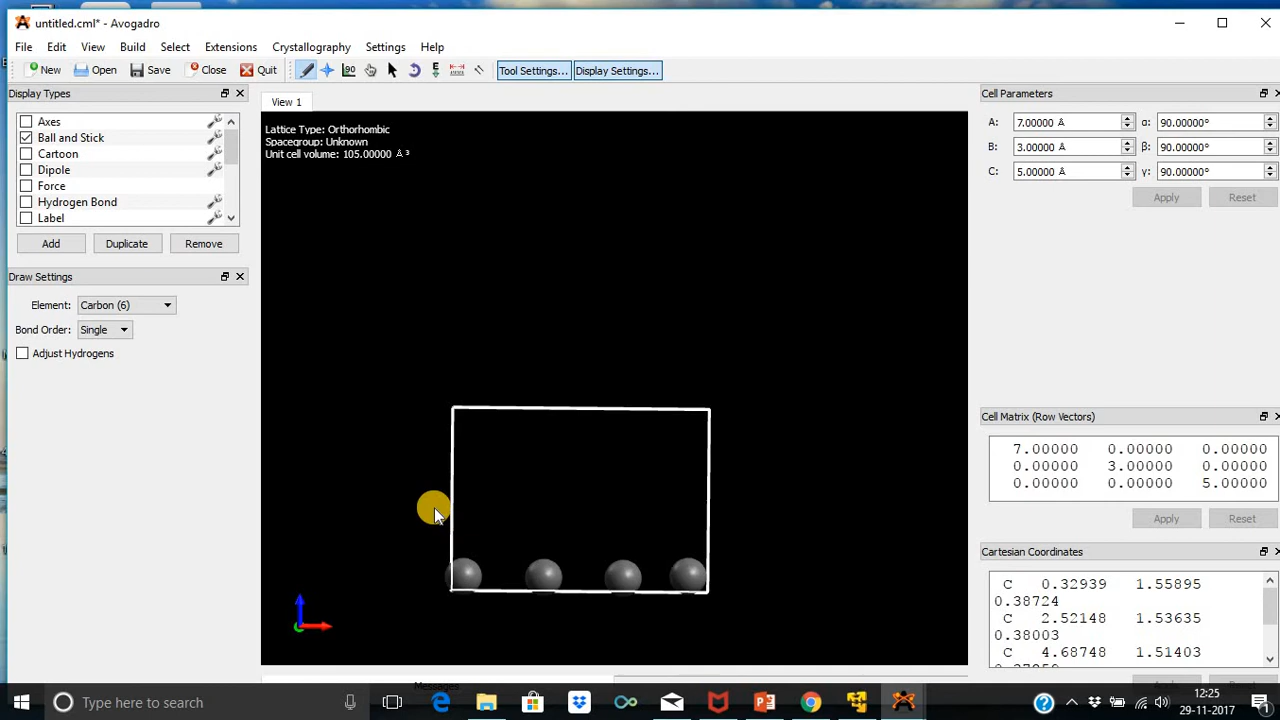 untitled.cml* - Avogadro
File Edit View Build Select Extensions Crystallography Settings Help
New Open Save Close Quit Tool Settings... Display Settings...
Display Types
Axes
Ball and Stick
Cartoon
Dipole
Force
Hydrogen Bond
Label
Add Duplicate Remove
Draw Settings
Element: Carbon (6)
Bond Order: Single
Adjust Hydrogens
View 1
Lattice Type: Orthorhombic
Spacegroup: Unknown
Unit cell volume: 105.00000 Å³
Messages
Cell Parameters
A: 7.00000 Å α: 90.00000°
B: 3.00000 Å β: 90.00000°
C: 5.00000 Å γ: 90.00000°
Apply Reset
Cell Matrix (Row Vectors)
7.00000 0.00000 0.00000
0.00000 3.00000 0.00000
0.00000 0.00000 5.00000
Apply Reset
Cartesian Coordinates
C 0.32939 1.55895
0.38724
C 2.52148 1.53635
0.38003
C 4.68748 1.51403
Type here to search
12:25
29-11-2017